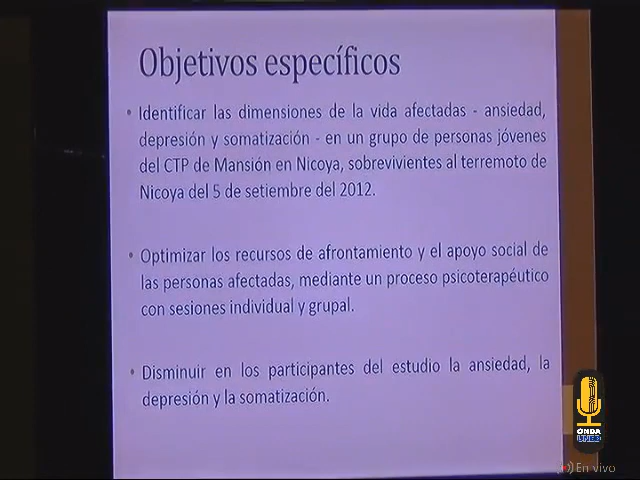 Objetivos específicos
• Identificar las dimensiones de la vida afectadas - ansiedad,
depresión y somatización - en un grupo de personas jóvenes
del CTP de Mansión en Nicoya, sobrevivientes al terremoto de
Nicoya del 5 de setiembre del 2012.
• Optimizar los recursos de afrontamiento y el apoyo social de
las personas afectadas, mediante un proceso psicoterapéutico
con sesiones individual y grupal.
• Disminuir en los participantes del estudio la ansiedad, la
depresión y la somatización.
ONDA
UNED
En vivo